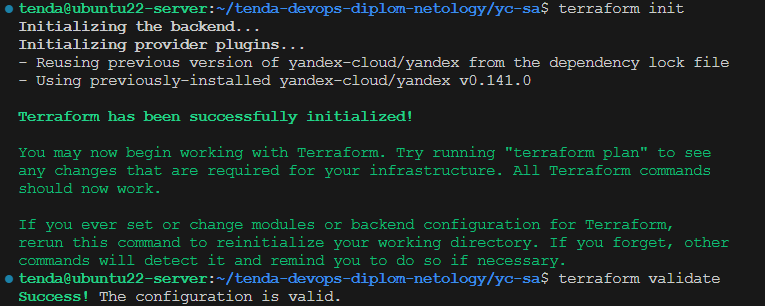 tenda@ubuntu22-server:~/tenda-devops-diplom-netology/yc-sa$ terraform init
Initializing the backend...
Initializing provider plugins...
- Reusing previous version of yandex-cloud/yandex from the dependency lock file
- Using previously-installed yandex-cloud/yandex v0.141.0
Terraform has been successfully initialized!
You may now begin working with Terraform. Try running "terraform plan" to see
any changes that are required for your infrastructure. All Terraform commands
should now work.
If you ever set or change modules or backend configuration for Terraform,
rerun this command to reinitialize your working directory. If you forget, other
commands will detect it and remind you to do so if necessary.
tenda@ubuntu22-server:~/tenda-devops-diplom-netology/yc-sa$ terraform validate
Success! The configuration is valid.